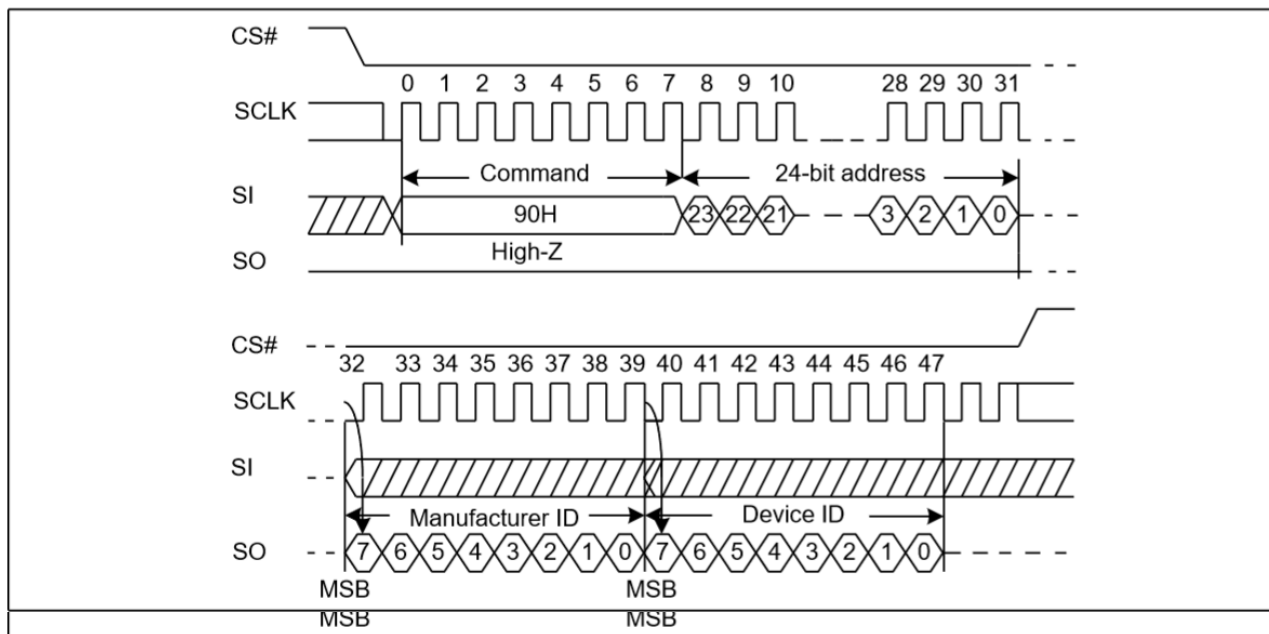 CS#
0 1 2 3 4 5 6 7 8 9 10 28 29 30 31
SCLK
Command 24-bit address
SI
90H 23 22 21 3 2 1 0
High-Z
SO
CS#
32 33 34 35 36 37 38 39 40 41 42 43 44 45 46 47
SCLK
SI
Manufacturer ID Device ID
SO 7 6 5 4 3 2 1 0 7 6 5 4 3 2 1 0
MSB MSB
MSB MSB